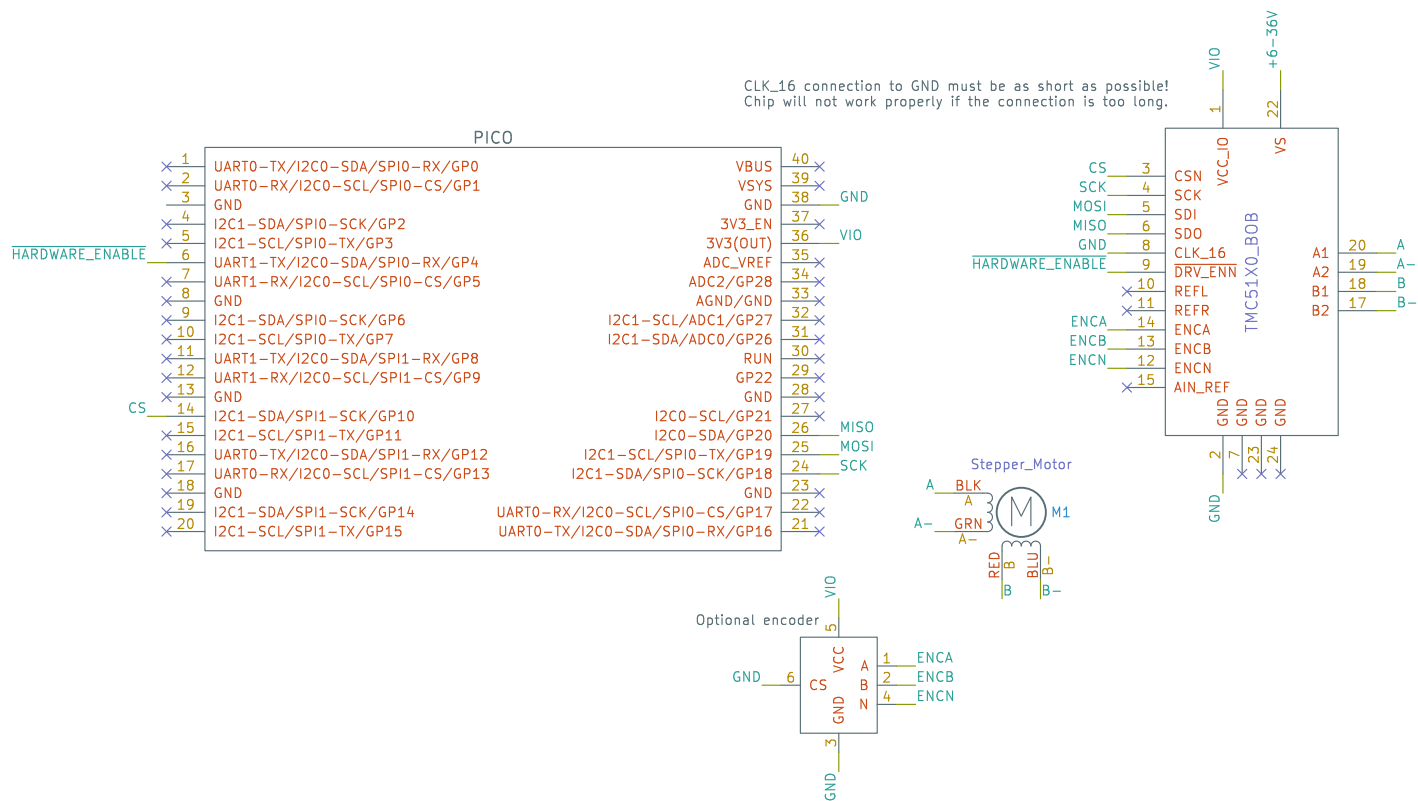 +6-36V
VIO
CLK_16 connection to GND must be as short as possible!
Chip will not work properly if the connection is too long.
1
22
PICO
VCC_IO
VS
1 UART0-TX/I2C0-SDA/SPI0-RX/GP0
VBUS 40
2 UART0-RX/I2C0-SCL/SPI0-CS/GP1
VSYS 39
3 GND
GND 38 GND
4 I2C1-SDA/SPI0-SCK/GP2
3V3_EN 37
5 I2C1-SCL/SPI0-TX/GP3
3V3(OUT) 36 VIO
HARDWARE_ENABLE 6 UART1-TX/I2C0-SDA/SPI0-RX/GP4
ADC_VREF 35
7 UART1-RX/I2C0-SCL/SPI0-CS/GP5
ADC2/GP28 34
8 GND
AGND/GND 33
9 I2C1-SDA/SPI0-SCK/GP6
I2C1-SCL/ADC1/GP27 32
10 I2C1-SCL/SPI0-TX/GP7
I2C1-SDA/ADC0/GP26 31
11 UART1-TX/I2C0-SDA/SPI1-RX/GP8
RUN 30
12 UART1-RX/I2C0-SCL/SPI1-CS/GP9
GP22 29
13 GND
GND 28
CS 14 I2C1-SDA/SPI1-SCK/GP10
I2C0-SCL/GP21 27
15 I2C1-SCL/SPI1-TX/GP11
I2C0-SDA/GP20 26 MISO
16 UART0-TX/I2C0-SDA/SPI1-RX/GP12
I2C1-SCL/SPI0-TX/GP19 25 MOSI
17 UART0-RX/I2C0-SCL/SPI1-CS/GP13
I2C1-SDA/SPI0-SCK/GP18 24 SCK
18 GND
GND 23
19 I2C1-SDA/SPI1-SCK/GP14
UART0-RX/I2C0-SCL/SPI0-CS/GP17 22
20 I2C1-SCL/SPI1-TX/GP15
UART0-TX/I2C0-SDA/SPI0-RX/GP16 21
CS 3 CSN
SCK 4 SCK
MOSI 5 SDI
MISO 6 SDO
GND 8 CLK_16
HARDWARE_ENABLE 9 DRV_ENN
10 REFL
11 REFR
ENCA 14 ENCA
ENCB 13 ENCB
ENCN 12 ENCN
15 AIN_REF
TMC51X0_BOB
A1 20 A
A2 19 A-
B1 18 B
B2 17 B-
GND GND GND GND
2 7 23 24
GND
Stepper_Motor
A BLK
A
M
M1
A- GRN
A-
RED B BLU B-
B B-
VIO
Optional encoder
5
VCC
A 1 ENCA
GND 6 CS
B 2 ENCB
N 4 ENCN
GND
3
GND